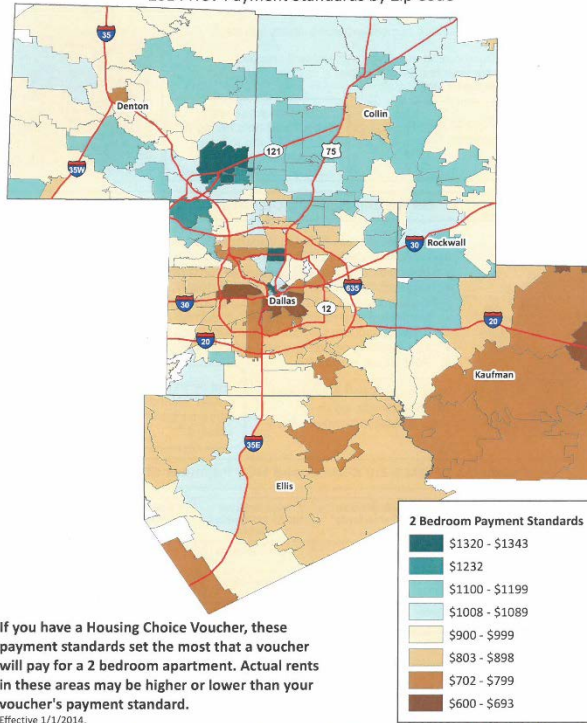 Denton
Collin
Rockwall
Dallas
Kaufman
Ellis
35
35W
121
75
30
635
12
30
20
20
35E
2 Bedroom Payment Standards
$1320 - $1343
$1232
$1100 - $1199
$1008 - $1089
$900 - $999
$803 - $898
$702 - $799
$600 - $693
If you have a Housing Choice Voucher, these
payment standards set the most that a voucher
will pay for a 2 bedroom apartment. Actual rents
in these areas may be higher or lower than your
voucher's payment standard.
Effective 1/1/2014.